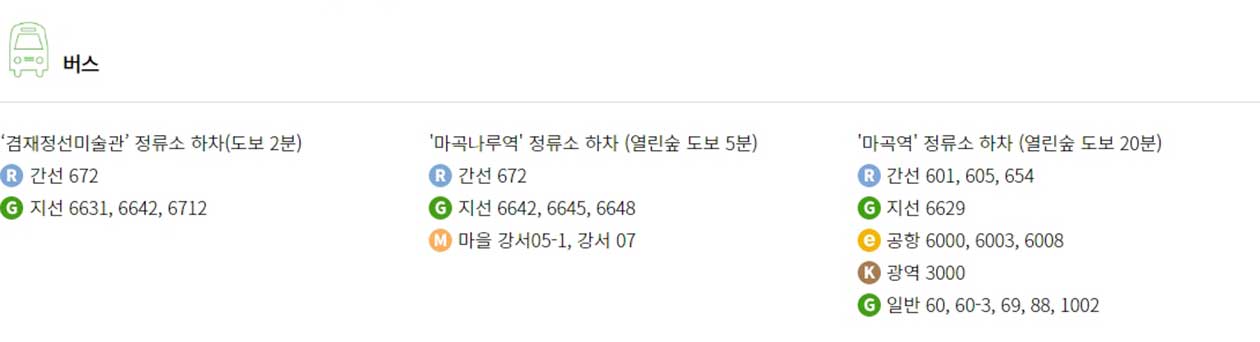 버스
‘겸재정선미술관’ 정류소 하차(도보 2분)
R 간선 672
G 지선 6631, 6642, 6712
'마곡나루역' 정류소 하차 (열린숲 도보 5분)
R 간선 672
G 지선 6642, 6645, 6648
M 마을 강서05-1, 강서 07
'마곡역' 정류소 하차 (열린숲 도보 20분)
R 간선 601, 605, 654
G 지선 6629
e 공항 6000, 6003, 6008
K 광역 3000
G 일반 60, 60-3, 69, 88, 1002